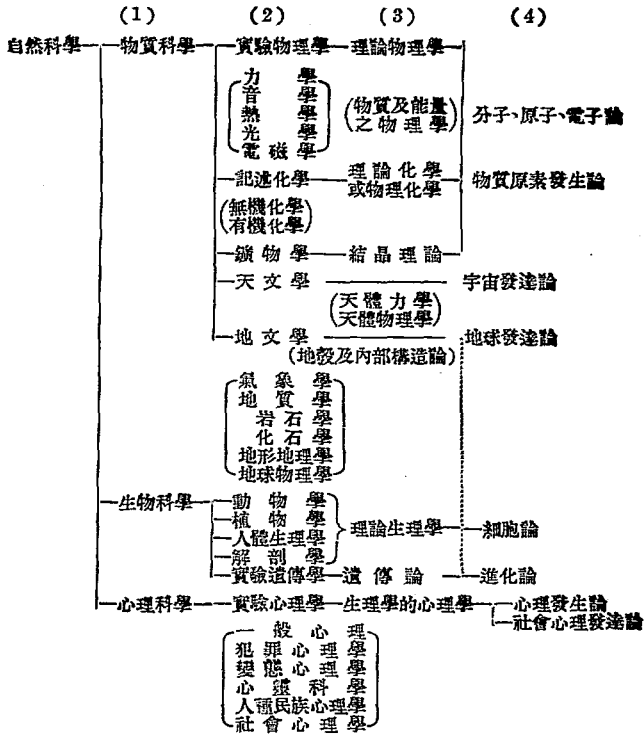 (1) (2) (3) (4)
自然科學 物質科學 實驗物理學 理論物理學
力學
音學
熱學
光學
電磁學
(物質及能量
之物理學)
分子、原子、電子論
記述化學 理論化學
或物理化學
物質原素發生論
(無機化學
有機化學)
鑛物學 結晶理論
天文學 宇宙發達論
(天體力學
天體物理學)
地文學 地球發達論
(地殼及內部構造論)
氣象學
地質學
岩石學
化石學
地形地理學
地球物理學
生物科學 動物學
植物學
人體生理學
解剖學
理論生理學 細胞論
實驗遺傳學 遺傳論 進化論
心理科學 實驗心理學 生理學的心理學 心理發生論
社會心理發達論
一般心理
犯罪心理學
變態心理學
心靈科學
人種民族心理學
社會心理學